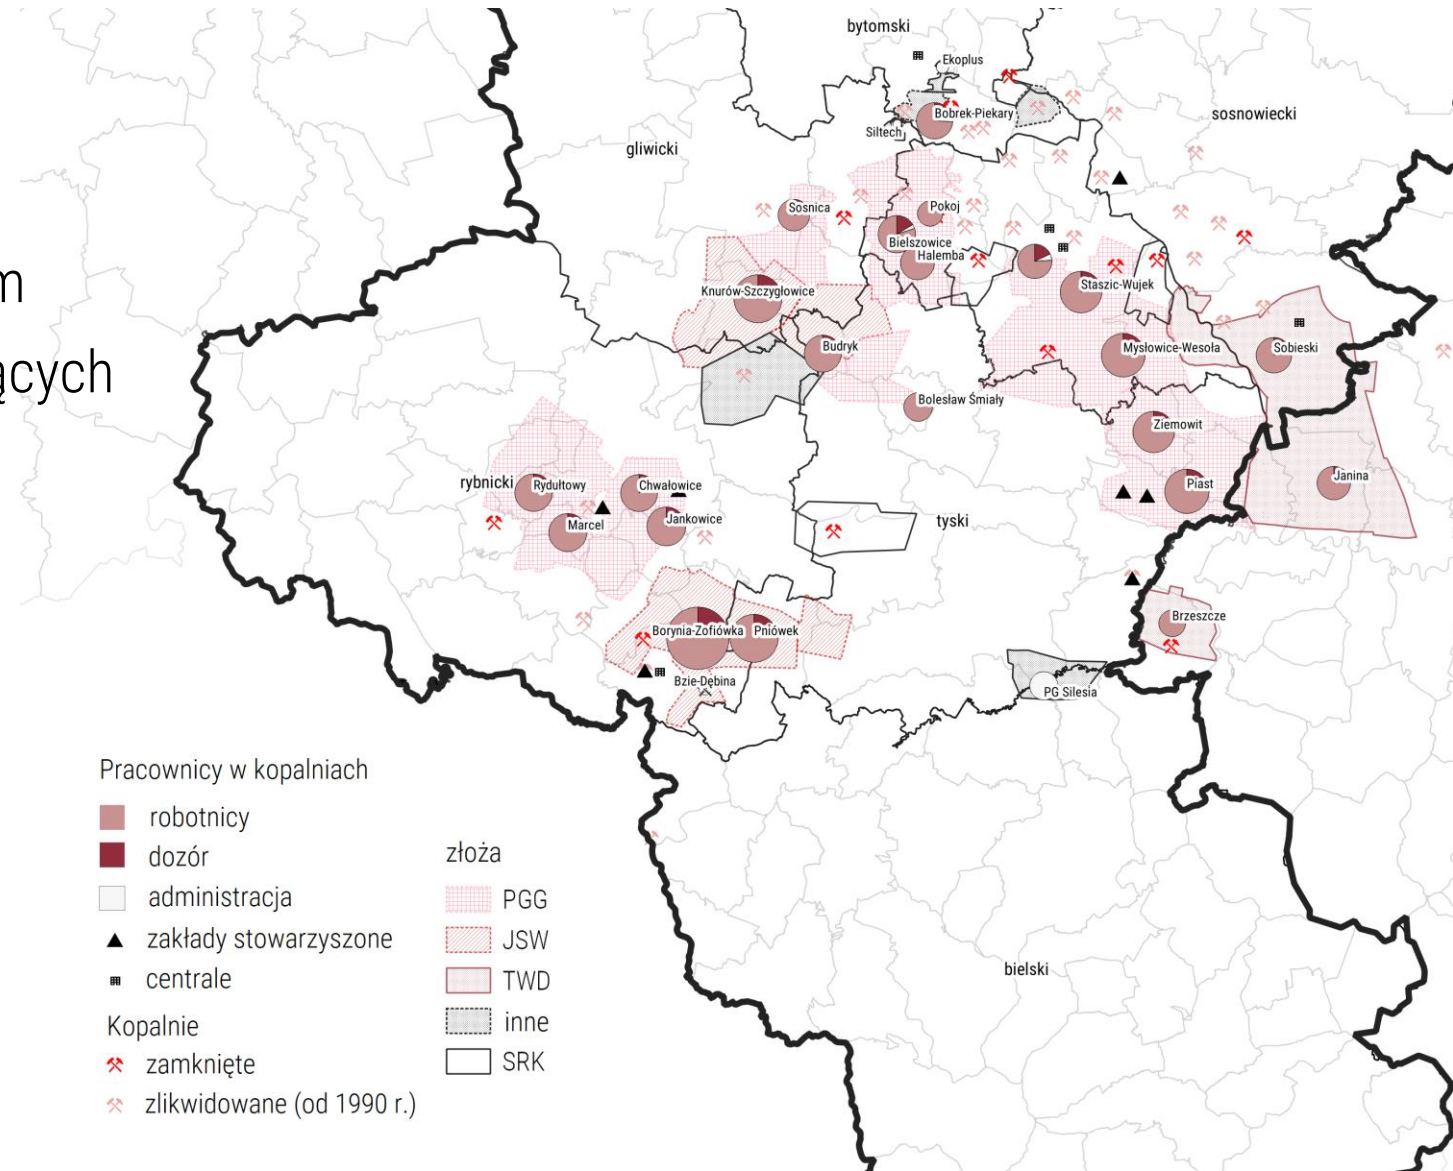 bytomski
Ekoplus
Bobrek-Piekary
sosnowiecki
Siltech
gliwicki
Sosnica
Pokoj
Bielszowice
Halemba
Staszic-Wujek
m
Knurów-Szczygłowice
Budryk
Mysłowice-Wesoła
Sobieski
ących
Bolesław Śmiały
Ziemowit
rybnicki
Rydułtowy
Chwałowice
Piast
Janina
Marcel
Jankowice
tyski
Brzeszcze
Borynia-Zofiówka
Pniówek
Bzie-Dębina
PG Silesia
Pracownicy w kopalniach
robotnicy
dozór
administracja
zakłady stowarzyszone
centrale
Kopalnie
zamknięte
zlikwidowane (od 1990 r.)
złoża
PGG
JSW
TWD
inne
SRK
bielski